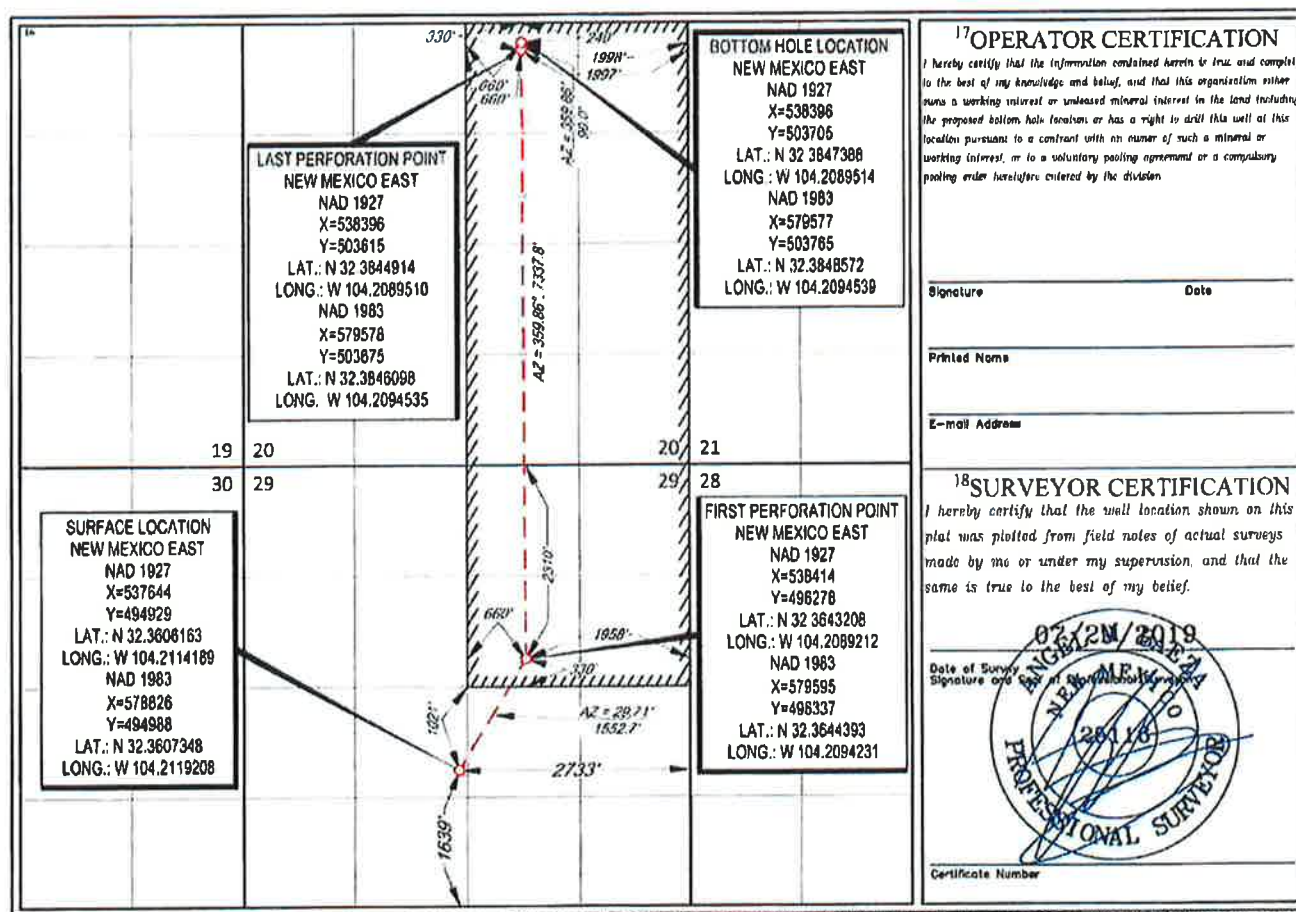 16
330'
240'
1998'
1997'
660'
660'
AZ = 359.86°
90.0'
BOTTOM HOLE LOCATION
NEW MEXICO EAST
NAD 1927
X=538396
Y=503705
LAT.: N 32.3847388
LONG.: W 104.2089514
NAD 1983
X=579577
Y=503765
LAT.: N 32.3848572
LONG.: W 104.2094539
LAST PERFORATION POINT
NEW MEXICO EAST
NAD 1927
X=538396
Y=503615
LAT.: N 32.3844914
LONG.: W 104.2089510
NAD 1983
X=579578
Y=503675
LAT.: N 32.3846098
LONG. W 104.2094535
AZ = 359.86°, 7337.8'
19 20
20 21
30 29
29 28
SURFACE LOCATION
NEW MEXICO EAST
NAD 1927
X=537644
Y=494929
LAT.: N 32.3606163
LONG.: W 104.2114189
NAD 1983
X=578826
Y=494988
LAT.: N 32.3607348
LONG.: W 104.2119208
FIRST PERFORATION POINT
NEW MEXICO EAST
NAD 1927
X=538414
Y=496278
LAT.: N 32 3643208
LONG.: W 104.2089212
NAD 1983
X=579595
Y=496337
LAT.: N 32.3644393
LONG.: W 104.2094231
2310'
660'
1958'
330'
1021'
AZ = 29.71°
1552.7'
2733'
1639'
17OPERATOR CERTIFICATION
I hereby certify that the information contained herein is true and complete
to the best of my knowledge and belief, and that this organization either
owns a working interest or unleased mineral interest in the land including
the proposed bottom hole location or has a right to drill this well at this
location pursuant to a contract with an owner of such a mineral or
working interest, or to a voluntary pooling agreement or a compulsory
pooling order heretofore entered by the division
Signature Date
Printed Name
E-mail Address
18SURVEYOR CERTIFICATION
I hereby certify that the well location shown on this
plat was plotted from field notes of actual surveys
made by me or under my supervision, and that the
same is true to the best of my belief.
Date of Survey
Signature and Seal of Professional Surveyor
ANGEL M. BAEZA
NEW MEXICO
PROFESSIONAL SURVEYOR
Certificate Number